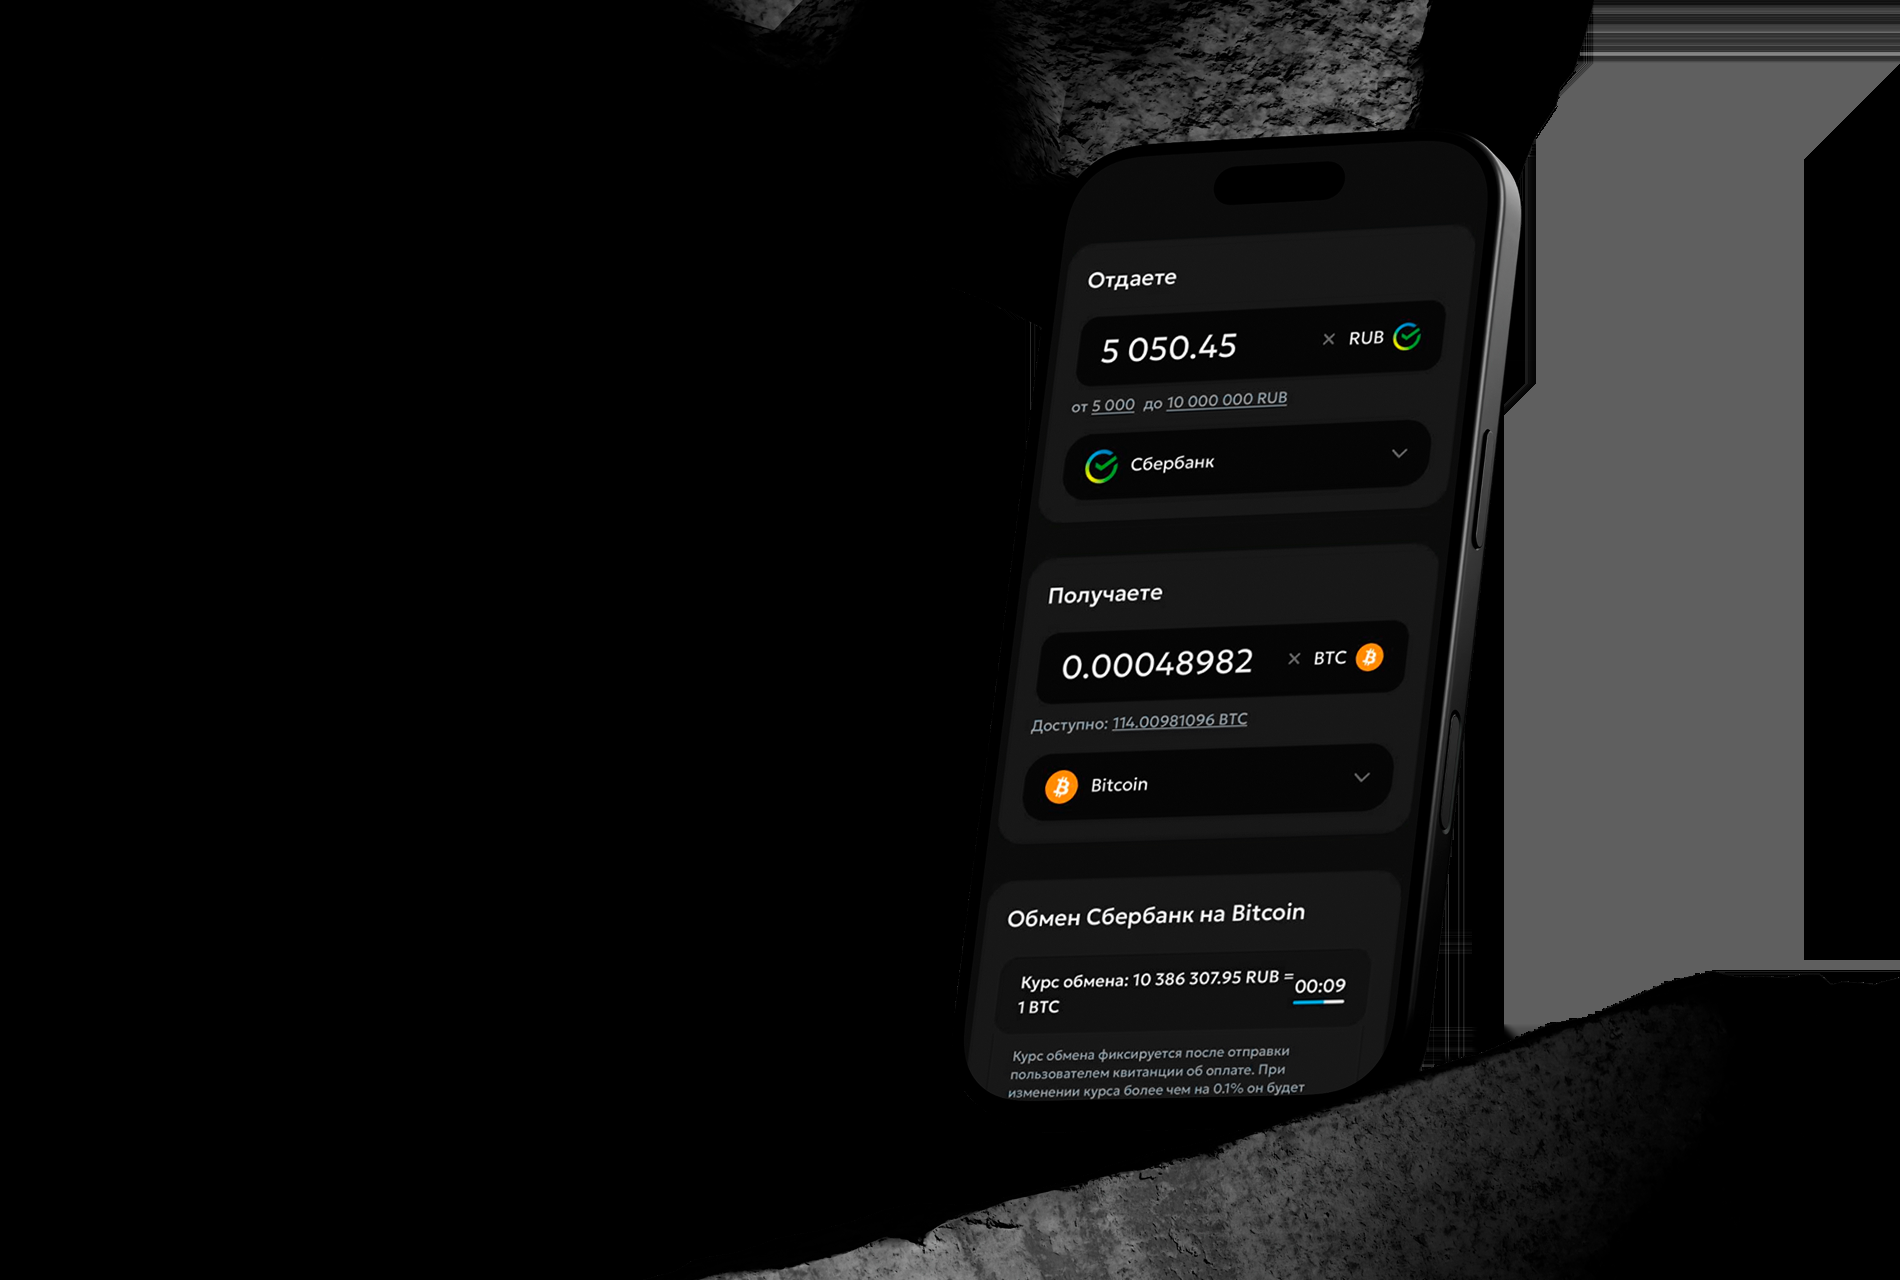 Отдаете
5 050.45 × RUB
от 5 000 до 10 000 000 RUB
Сбербанк
Получаете
0.00048982 × BTC
Доступно: 114.00981096 BTC
Bitcoin
Обмен Сбербанк на Bitcoin
Курс обмена: 10 386 307.95 RUB =
1 BTC
00:09
Курс обмена фиксируется после отправки
пользователем квитанции об оплате. При
изменении курса более чем на 0.1% он будет